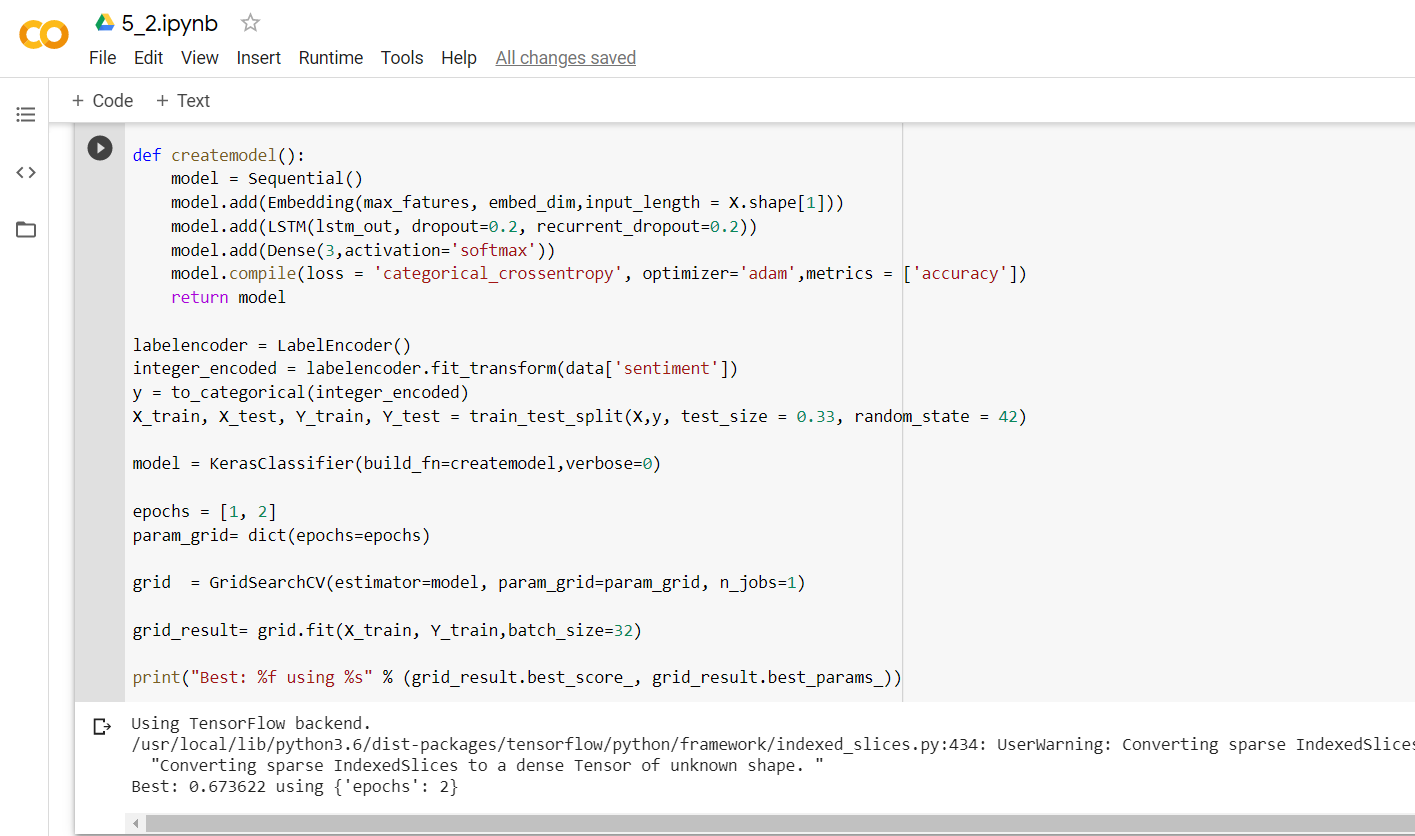 5_2.ipynb
File Edit View Insert Runtime Tools Help All changes saved
+ Code + Text
def createmodel():
    model = Sequential()
    model.add(Embedding(max_fatures, embed_dim,input_length = X.shape[1]))
    model.add(LSTM(lstm_out, dropout=0.2, recurrent_dropout=0.2))
    model.add(Dense(3,activation='softmax'))
    model.compile(loss = 'categorical_crossentropy', optimizer='adam',metrics = ['accuracy'])
    return model
labelencoder = LabelEncoder()
integer_encoded = labelencoder.fit_transform(data['sentiment'])
y = to_categorical(integer_encoded)
X_train, X_test, Y_train, Y_test = train_test_split(X,y, test_size = 0.33, random_state = 42)
model = KerasClassifier(build_fn=createmodel,verbose=0)
epochs = [1, 2]
param_grid= dict(epochs=epochs)
grid  = GridSearchCV(estimator=model, param_grid=param_grid, n_jobs=1)
grid_result= grid.fit(X_train, Y_train,batch_size=32)
print("Best: %f using %s" % (grid_result.best_score_, grid_result.best_params_))
Using TensorFlow backend.
/usr/local/lib/python3.6/dist-packages/tensorflow/python/framework/indexed_slices.py:434: UserWarning: Converting sparse IndexedSlices
  "Converting sparse IndexedSlices to a dense Tensor of unknown shape. "
Best: 0.673622 using {'epochs': 2}